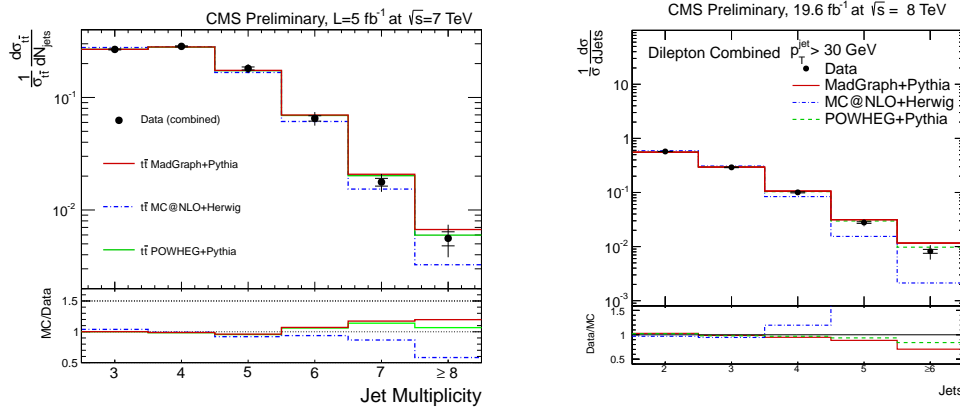 CMS Preliminary, L=5 fb⁻¹ at √s=7 TeV
1/σtt̄ dσtt̄/dNjets
10⁻¹
10⁻²
Data (combined)
tt̄ MadGraph+Pythia
tt̄ MC@NLO+Herwig
tt̄ POWHEG+Pythia
MC/Data
1.5
1
0.5
3 4 5 6 7 ≥ 8
Jet Multiplicity
CMS Preliminary, 19.6 fb⁻¹ at √s = 8 TeV
1/σ dσ/dJets
Dilepton Combined pTjet > 30 GeV
Data
MadGraph+Pythia
MC@NLO+Herwig
POWHEG+Pythia
10
1
10⁻¹
10⁻²
10⁻³
Data/MC
1.5
1
0.5
2 3 4 5 ≥6
Jets